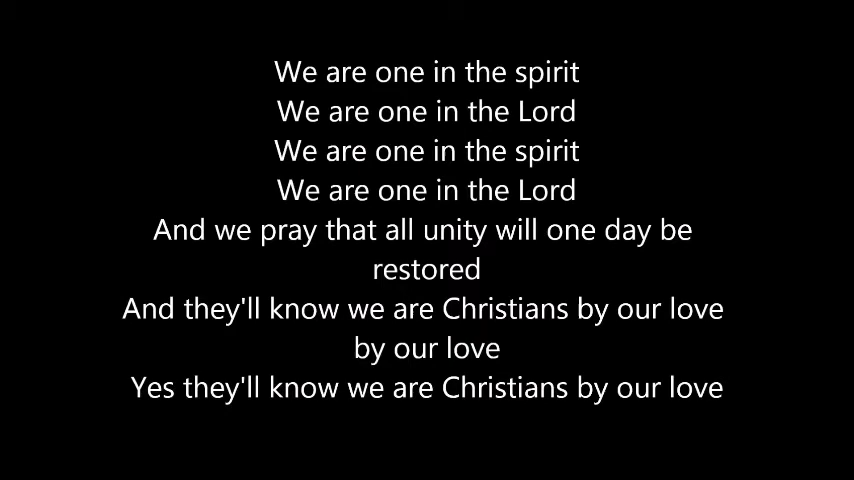 We are one in the spirit
We are one in the Lord
We are one in the spirit
We are one in the Lord
And we pray that all unity will one day be
restored
And they'll know we are Christians by our love
by our love
Yes they'll know we are Christians by our love